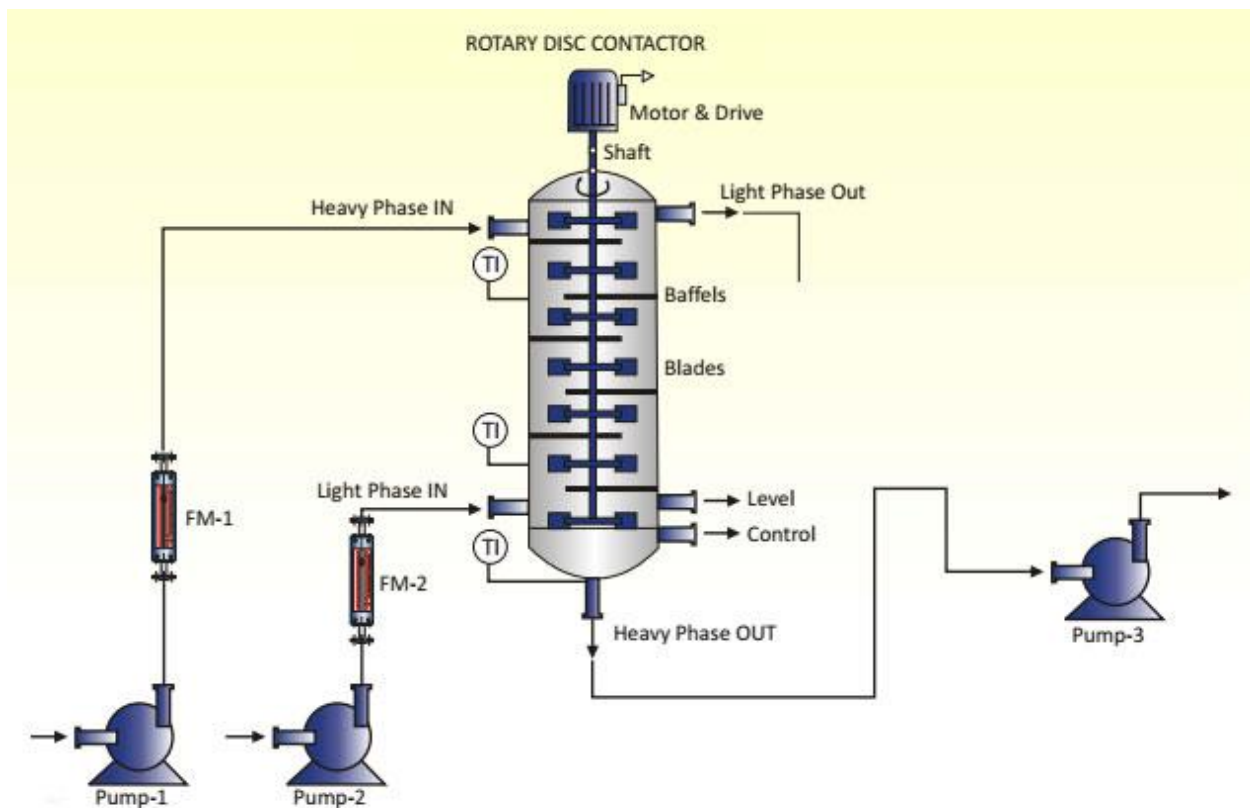 ROTARY DISC CONTACTOR
Motor & Drive
Shaft
Heavy Phase IN
Light Phase Out
TI
Baffels
Blades
TI
Light Phase IN
Level
FM-1
Control
TI
FM-2
Heavy Phase OUT
Pump-3
Pump-1
Pump-2